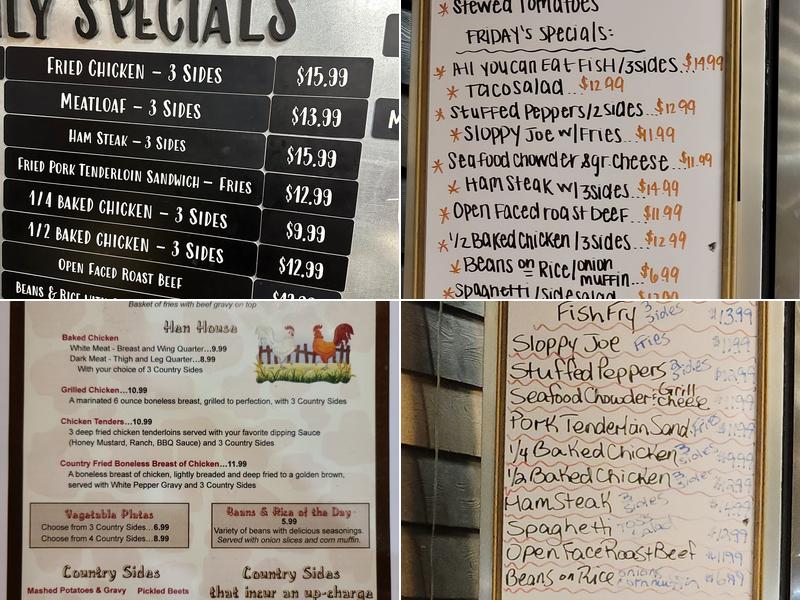 LY SPECIALS
FRIED CHICKEN – 3 SIDES $15.99
MEATLOAF – 3 SIDES $13.99
HAM STEAK – 3 SIDES $15.99
FRIED PORK TENDERLOIN SANDWICH – FRIES $12.99
1/4 BAKED CHICKEN – 3 SIDES $9.99
1/2 BAKED CHICKEN – 3 SIDES $12.99
OPEN FACED ROAST BEEF
BEANS & RICE
* Stewed Tomatoes
FRIDAY'S Specials:
* All you can Eat FISH/3sides..$14.99
* Taco salad...$12.99
* Stuffed Peppers/2sides...$12.99
* Sloppy Joe w/Fries...$11.99
* Seafood chowder & gr. cheese...$11.99
* Ham Steak w/3sides...$14.99
* Open Faced roast beef..$11.99
* 1/2 Baked Chicken/3sides...$12.99
* Beans on Rice/onion muffin...$6.99
* Spaghetti/sidesalad
Basket of fries with beef gravy on top
Hen House
Baked Chicken
White Meat - Breast and Wing Quarter...9.99
Dark Meat - Thigh and Leg Quarter...8.99
With your choice of 3 Country Sides
Grilled Chicken...10.99
A marinated 6 ounce boneless breast, grilled to perfection, with 3 Country Sides
Chicken Tenders...10.99
3 deep fried chicken tenderloins served with your favorite dipping Sauce
(Honey Mustard, Ranch, BBQ Sauce) and 3 Country Sides
Country Fried Boneless Breast of Chicken...11.99
A boneless breast of chicken, lightly breaded and deep fried to a golden brown,
served with White Pepper Gravy and 3 Country Sides
Vegetable Plates
Choose from 3 Country Sides...6.99
Choose from 4 Country Sides...8.99
Beans & Rice of the Day
5.99
Variety of beans with delicious seasonings.
Served with onion slices and corn muffin.
Country Sides
Mashed Potatoes & Gravy Pickled Beets
Country Sides
that incur an up-charge
Fish Fry 3 Sides $13.99
Sloppy Joe Fries $11.99
Stuffed Peppers Sides
Seafood Chowder Grill Cheese
Pork Tenderlan Sand.
1/4 Baked Chicken Sides
1/2 Baked Chicken Sides
Ham Steak 3 Sides
Spaghetti
Open Face Roast Beef
Beans on Rice onions